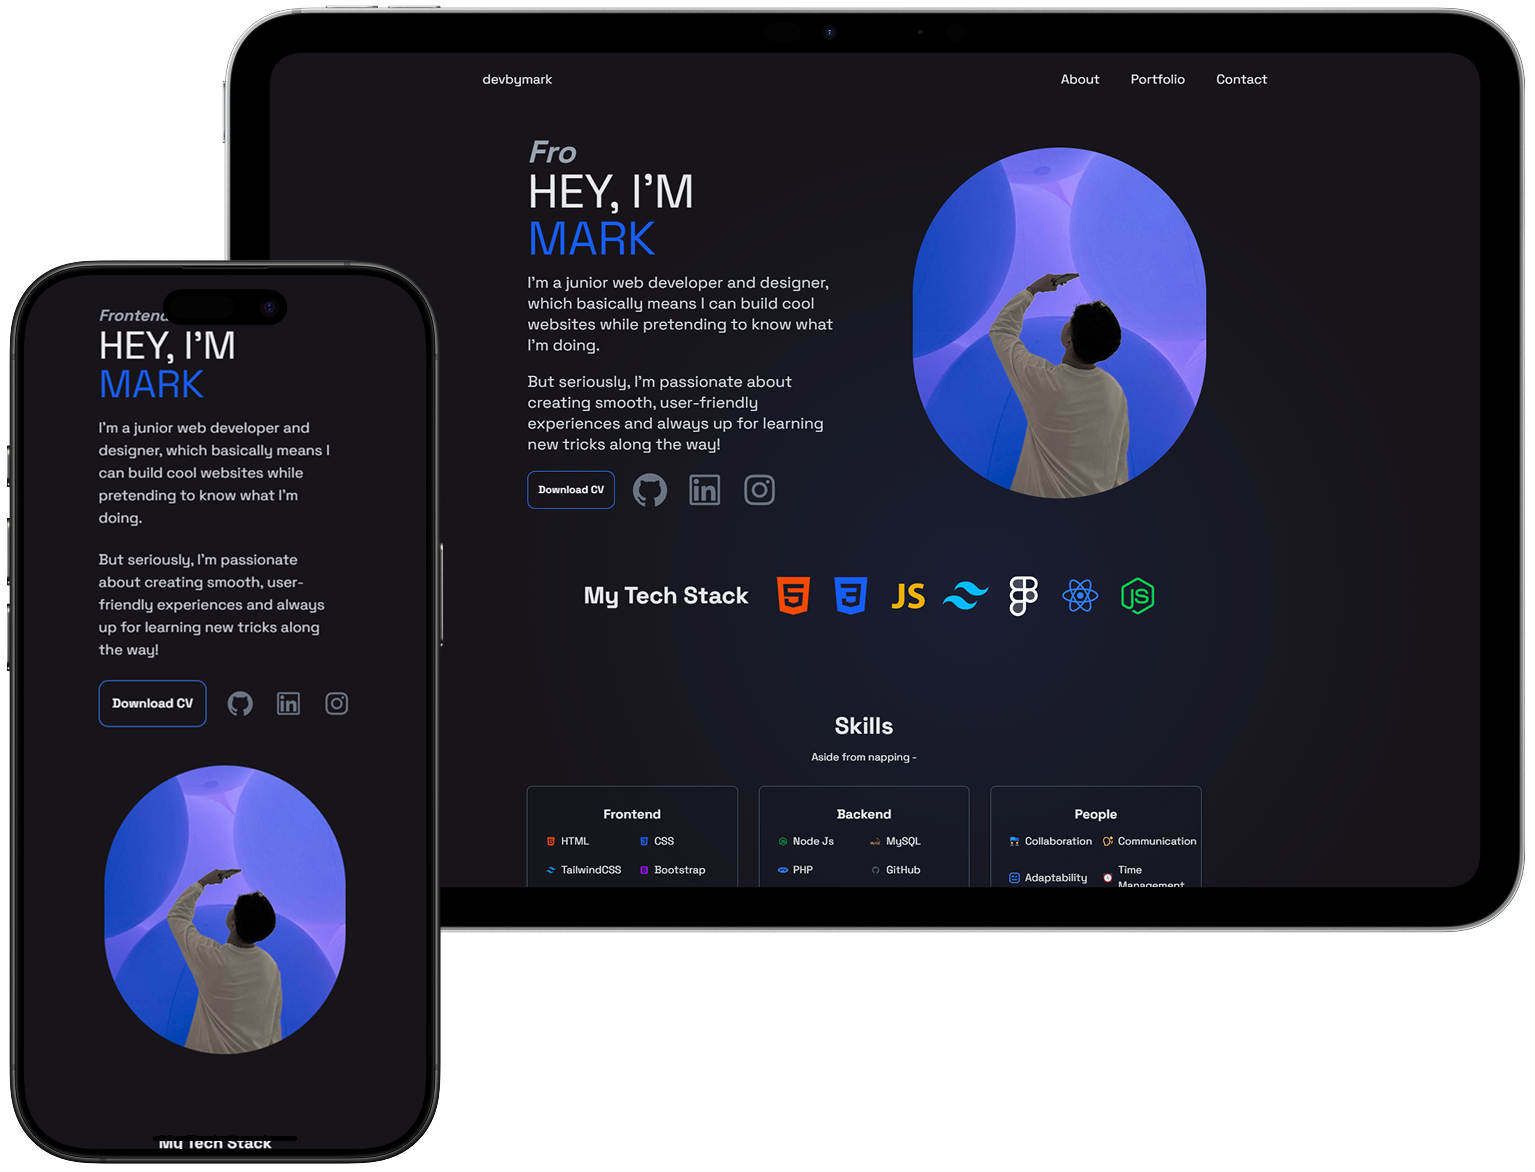 devbymark
About Portfolio Contact
Fro
HEY, I'M
MARK
I'm a junior web developer and designer,
which basically means I can build cool
websites while pretending to know what
I'm doing.
But seriously, I'm passionate about
creating smooth, user-friendly
experiences and always up for learning
new tricks along the way!
Download CV
in
My Tech Stack
5
3
JS
JS
Skills
Aside from napping -
Frontend
HTML
CSS
TailwindCSS
Bootstrap
Backend
Node Js
MySQL
PHP
GitHub
People
Collaboration
Communication
Adaptability
Time
Management
Frontend
HEY, I'M
MARK
I'm a junior web developer and
designer, which basically means I
can build cool websites while
pretending to know what I'm
doing.
But seriously, I'm passionate
about creating smooth, user-
friendly experiences and always
up for learning new tricks along
the way!
Download CV
in
My Tech Stack